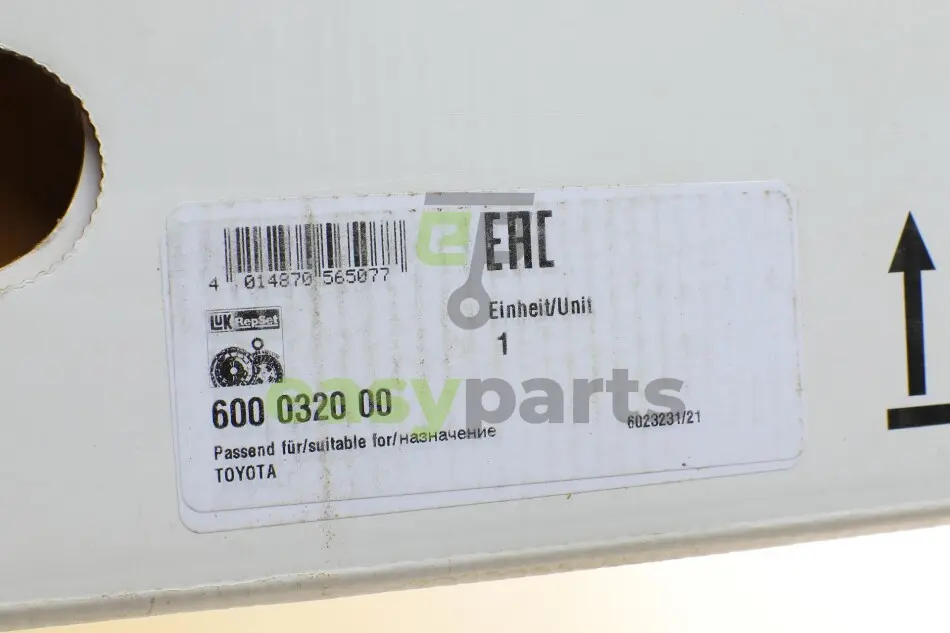 EAC
4 014870 565077
Einheit/Unit
1
LUK RepSet
600 0320 00
easyparts
6023231/21
Passend für/suitable for/назначение
TOYOTA